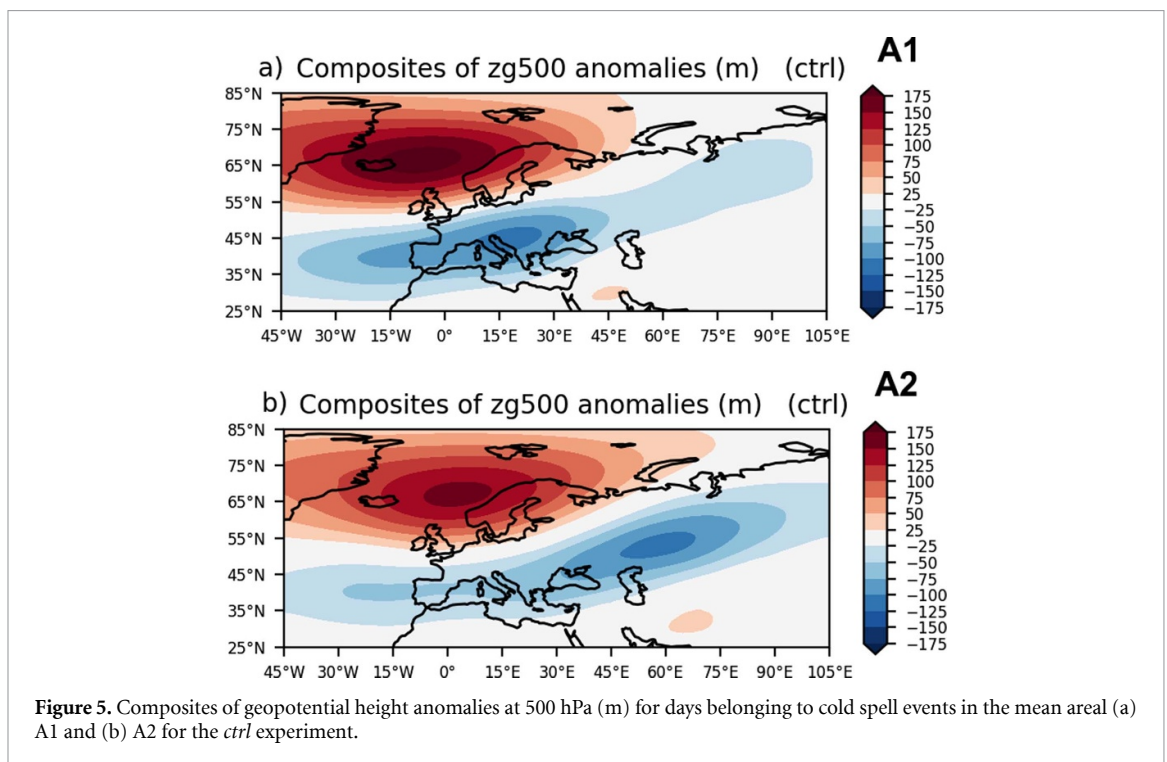 A1
a) Composites of zg500 anomalies (m) (ctrl)
85°N
75°N
65°N
55°N
45°N
35°N
25°N
45°W 30°W 15°W 0° 15°E 30°E 45°E 60°E 75°E 90°E 105°E
175
150
125
100
75
50
25
−25
−50
−75
−100
−125
−150
−175
A2
b) Composites of zg500 anomalies (m) (ctrl)
85°N
75°N
65°N
55°N
45°N
35°N
25°N
45°W 30°W 15°W 0° 15°E 30°E 45°E 60°E 75°E 90°E 105°E
175
150
125
100
75
50
25
−25
−50
−75
−100
−125
−150
−175
Figure 5. Composites of geopotential height anomalies at 500 hPa (m) for days belonging to cold spell events in the mean areal (a)
A1 and (b) A2 for the ctrl experiment.